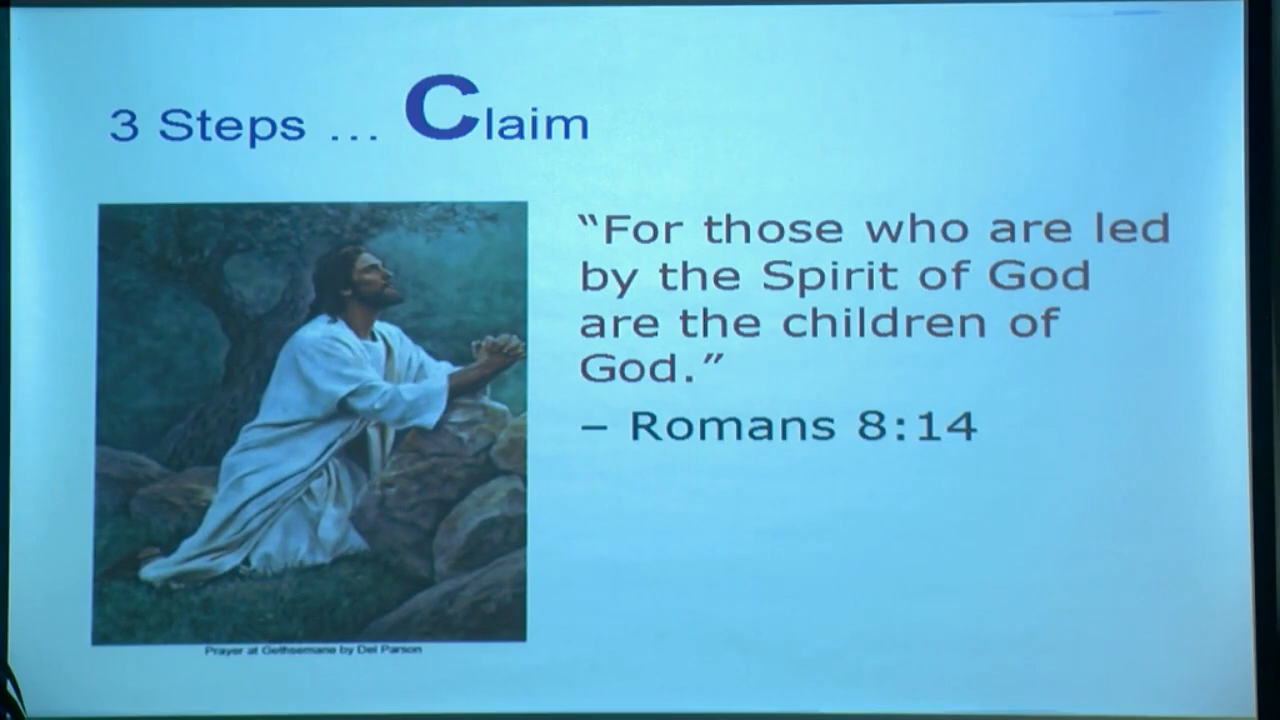 3 Steps ... Claim
“For those who are led
by the Spirit of God
are the children of
God.”
– Romans 8:14
Prayer at Gethsemane by Del Parson